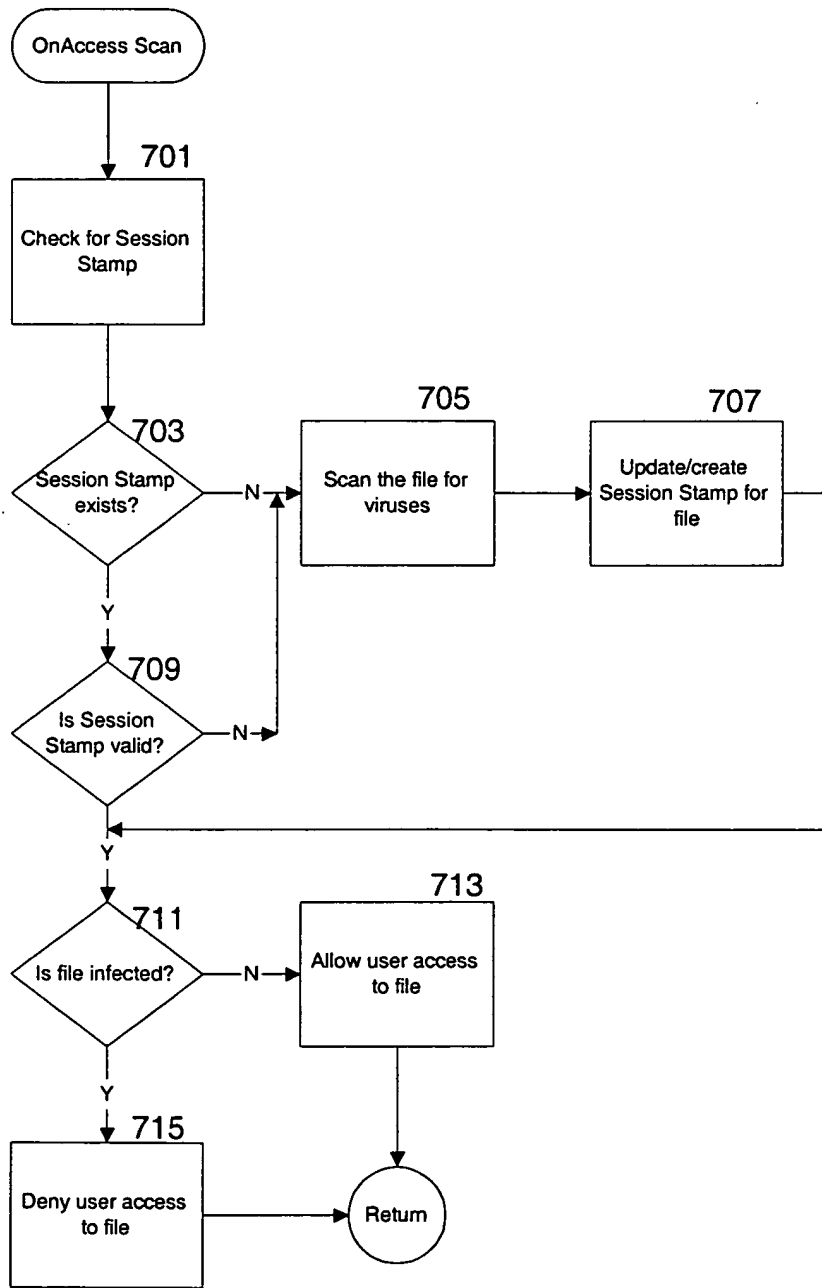 OnAccess Scan
701
Check for Session
Stamp
703
Session Stamp
exists?
N
705
Scan the file for
viruses
707
Update/create
Session Stamp for
file
Y
709
Is Session
Stamp valid?
N
Y
711
Is file infected?
N
713
Allow user access
to file
Y
715
Deny user access
to file
Return